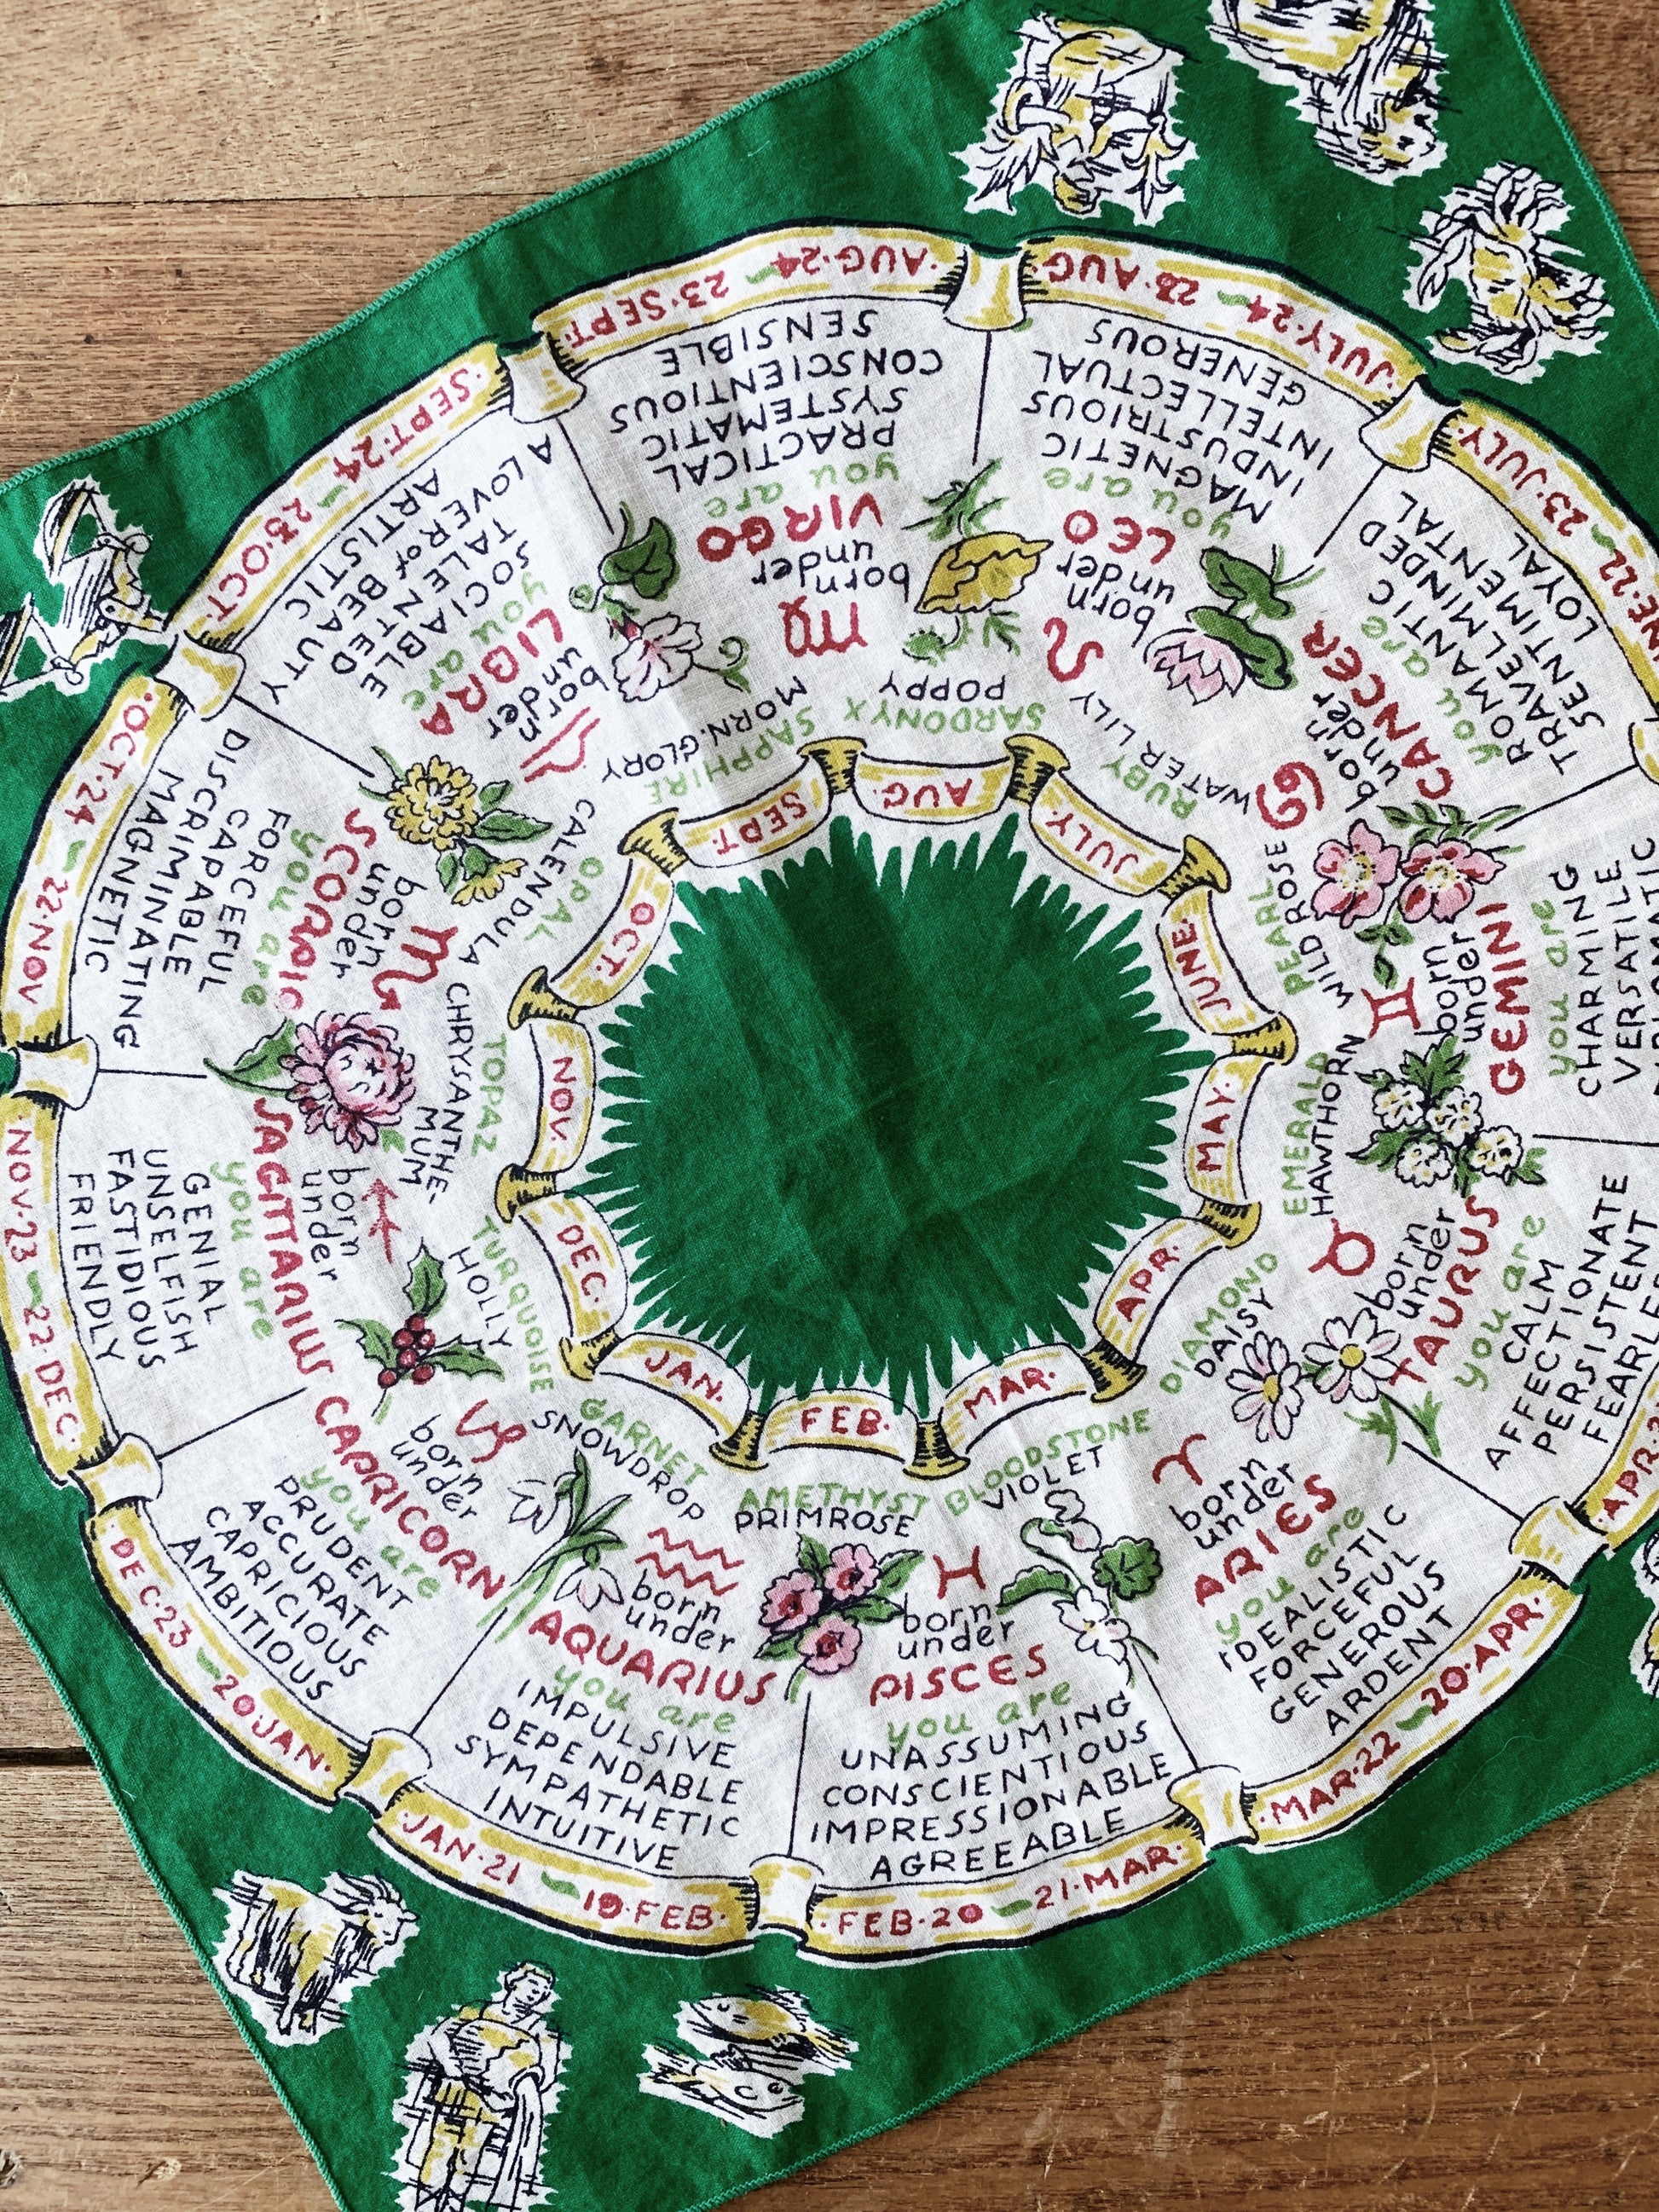 JAN.
FEB.
MAR.
APR.
MAY.
JUNE.
JULY.
AUG.
SEPT.
OCT.
NOV.
DEC.
GARNET
SNOWDROP
born
under
AQUARIUS
you are
IMPULSIVE
DEPENDABLE
SYMPATHETIC
INTUITIVE
JAN·21 ~ 19·FEB·
AMETHYST
PRIMROSE
born
under
PISCES
you are
UNASSUMING
CONSCIENTIOUS
IMPRESSIONABLE
AGREEABLE
·FEB·20 ~ 21·MAR·
BLOODSTONE
VIOLET
born
under
ARIES
you are
IDEALISTIC
FORCEFUL
GENEROUS
ARDENT
·MAR·22 ~ 20·APR·
DIAMOND
DAISY
born
under
TAURUS
you are
CALM
AFFECTIONATE
PERSISTENT
·APR·
EMERALD
HAWTHORN
born
under
GEMINI
you are
CHARMING
VERSATILE
PEARL
WILD ROSE
born
under
CANCER
you are
ROMANTIC
TRAVELMINDED
SENTIMENTAL
LOYAL
22 ~ 23·JULY·
RUBY
WATER LILY
born
under
LEO
you are
MAGNETIC
INDUSTRIOUS
INTELLECTUAL
GENEROUS
JULY·24 ~ 23·AUG·
SARDONYX
POPPY
born
under
VIRGO
you are
PRACTICAL
SYSTEMATIC
CONSCIENTIOUS
SENSIBLE
·AUG·24 ~ 23·SEPT·
SAPPHIRE
MORN.GLORY
born
under
LIBRA
you are
SOCIABLE
TALENTED
A LOVER of BEAUTY
ARTISTIC
·SEPT·24 ~ 23·OCT·
OPAL
CALENDULA
born
under
SCORPIO
you are
FORCEFUL
CAPABLE
DISCRIMINATING
MAGNETIC
·OCT·24 ~ 22·NOV·
TOPAZ
CHRYSANTHE-
MUM
born
under
SAGITTARIUS
you are
GENIAL
UNSELFISH
FASTIDIOUS
FRIENDLY
·NOV·23 ~ 22·DEC·
TURQUOISE
HOLLY
born
under
CAPRICORN
you are
PRUDENT
ACCURATE
CAPRICIOUS
AMBITIOUS
·DEC·23 ~ 20·JAN·